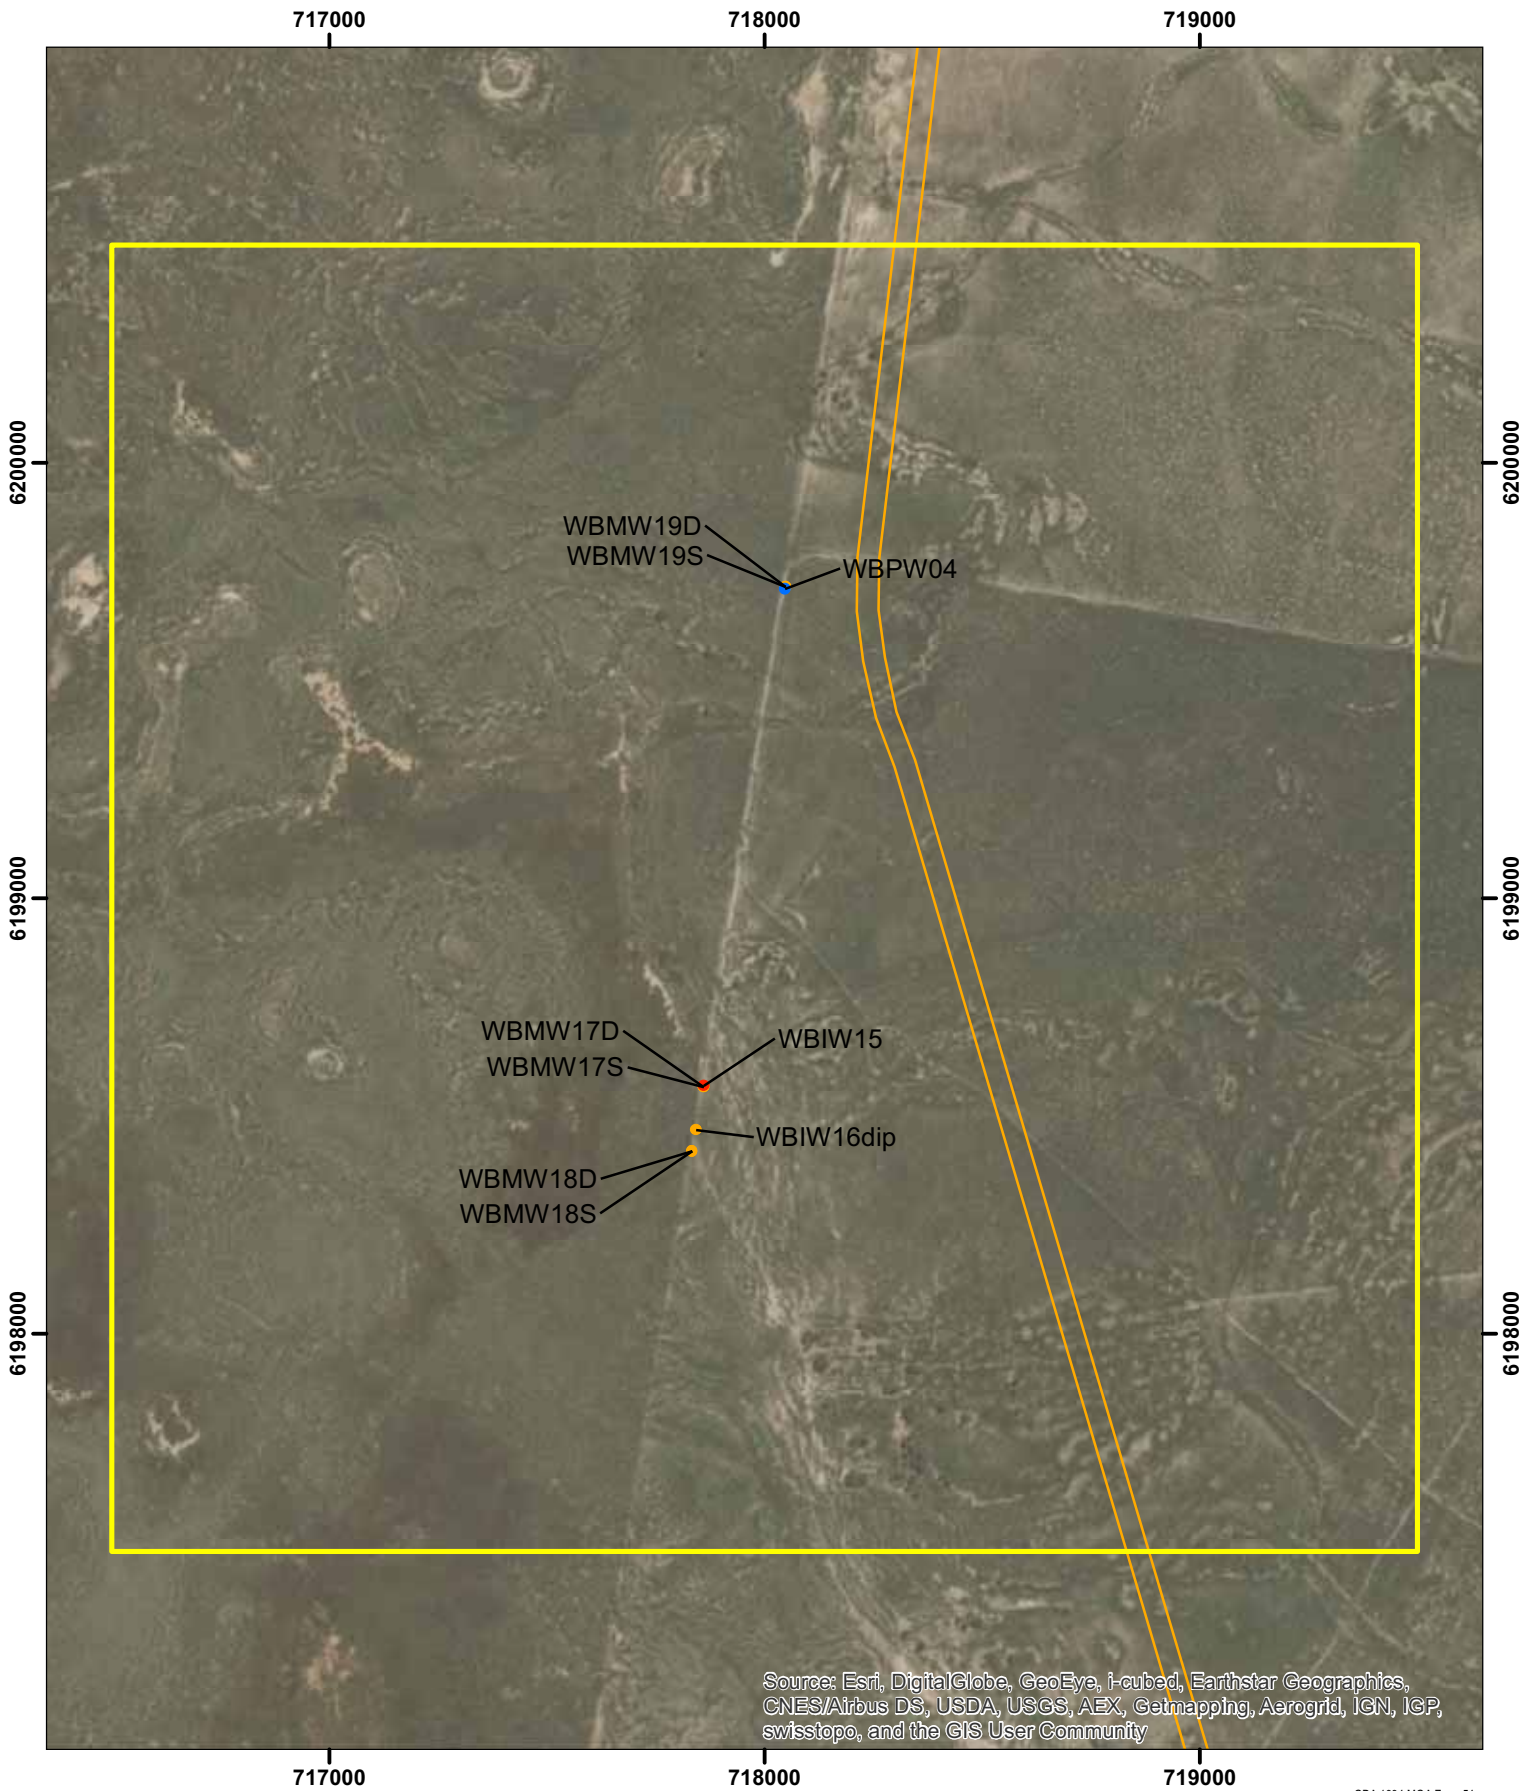 717000
718000
719000
6200000
6200000
WBMW19D
WBMW19S
WBPW04
6199000
6199000
WBMW17D
WBMW17S
WBIW15
WBIW16dip
WBMW18D
WBMW18S
6198000
6198000
Source: Esri, DigitalGlobe, GeoEye, i-cubed, Earthstar Geographics,
CNES/Airbus DS, USDA, USGS, AEX, Getmapping, Aerogrid, IGN, IGP,
swisstopo, and the GIS User Community
717000
718000
719000